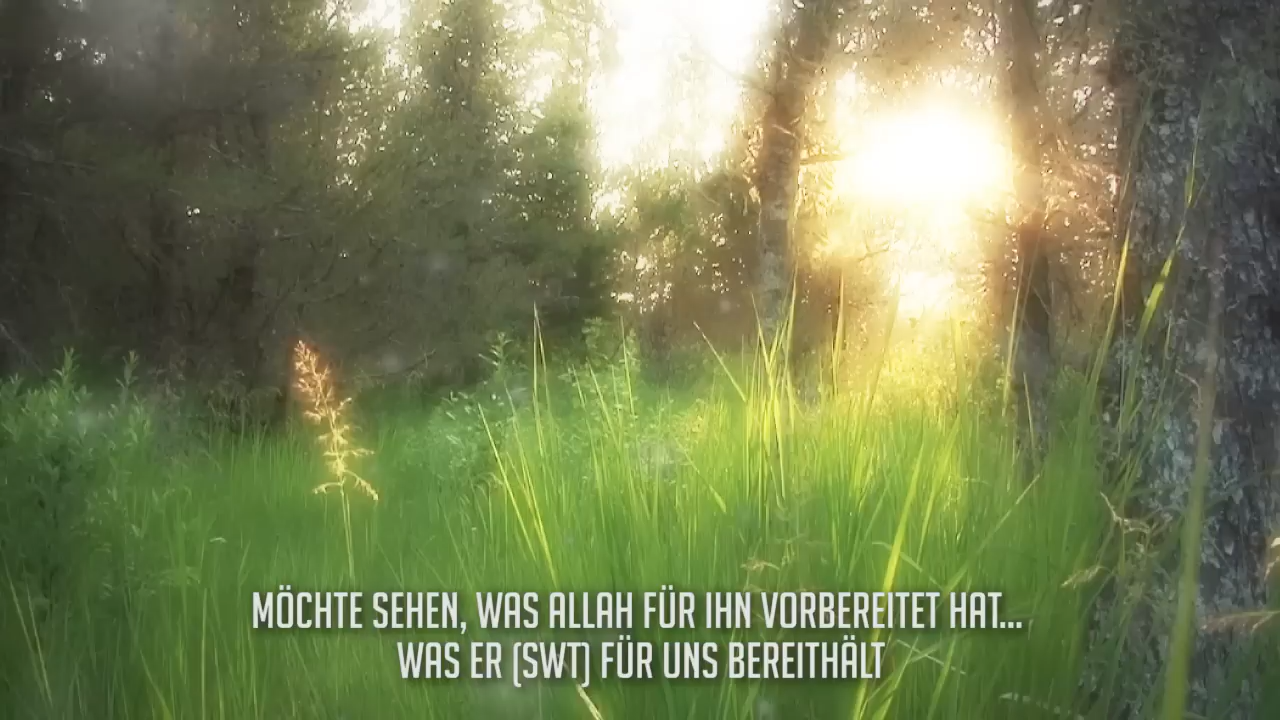 MÖCHTE SEHEN, WAS ALLAH FÜR IHN VORBEREITET HAT...
WAS ER (SWT) FÜR UNS BEREITHÄLT